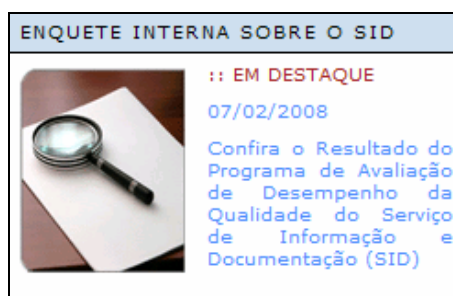 ENQUETE INTERNA SOBRE O SID
:: EM DESTAQUE
07/02/2008
Confira o Resultado do
Programa de Avaliação
de Desempenho da
Qualidade do Serviço
de Informação e
Documentação (SID)